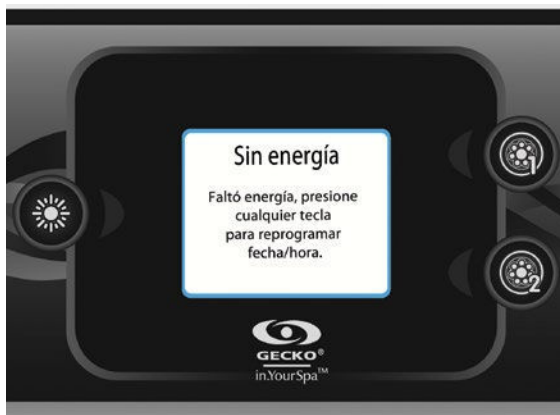 Sin energía
Faltó energía, presione
cualquier tecla
para reprogramar
fecha/hora.
1
2
GECKO®
in.YourSpa™